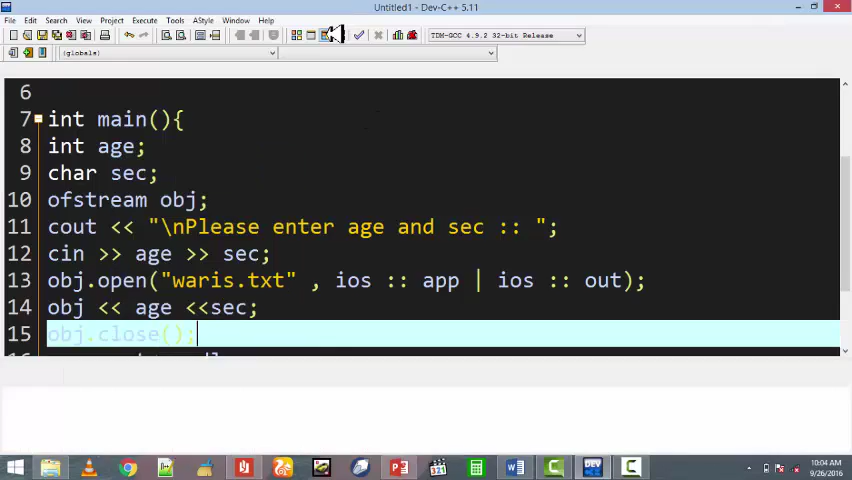 Untitled1 - Dev-C++ 5.11
File Edit Search View Project Execute Tools AStyle Window Help
TDM-GCC 4.9.2 32-bit Release
(globals)
6
7 int main(){
8 int age;
9 char sec;
10 ofstream obj;
11 cout << "\nPlease enter age and sec :: ";
12 cin >> age >> sec;
13 obj.open("waris.txt" , ios :: app | ios :: out);
14 obj << age <<sec;
15 obj.close();
16
10:04 AM
9/26/2016